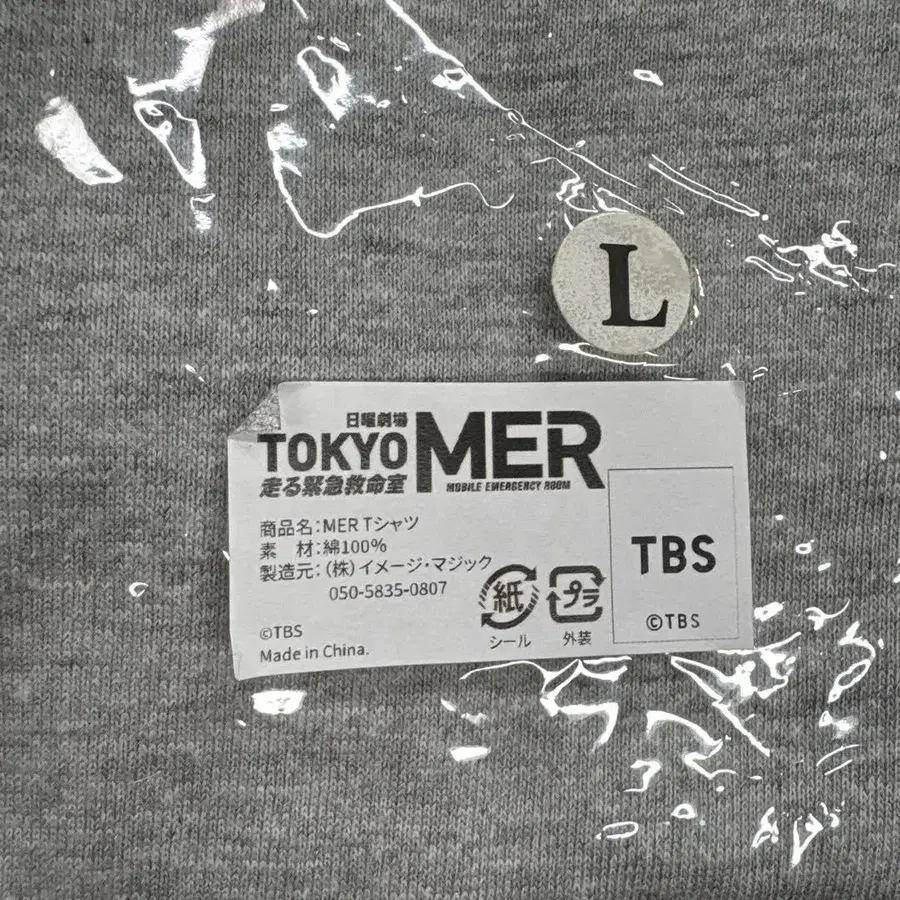 L
日曜劇場
TOKYO MER
走る緊急救命室
MOBILE EMERGENCY ROOM
商品名:MER Tシャツ
素　材:綿100%
製造元:(株)イメージ・マジック
050-5835-0807
紙
シール
プラ
外装
TBS
©TBS
©TBS
Made in China.